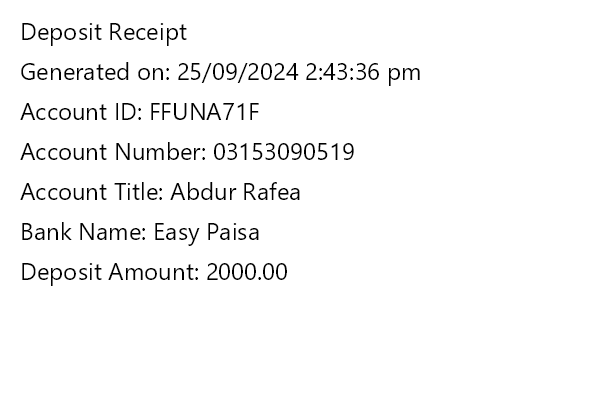 Deposit Receipt
Generated on: 25/09/2024 2:43:36 pm
Account ID: FFUNA71F
Account Number: 03153090519
Account Title: Abdur Rafea
Bank Name: Easy Paisa
Deposit Amount: 2000.00